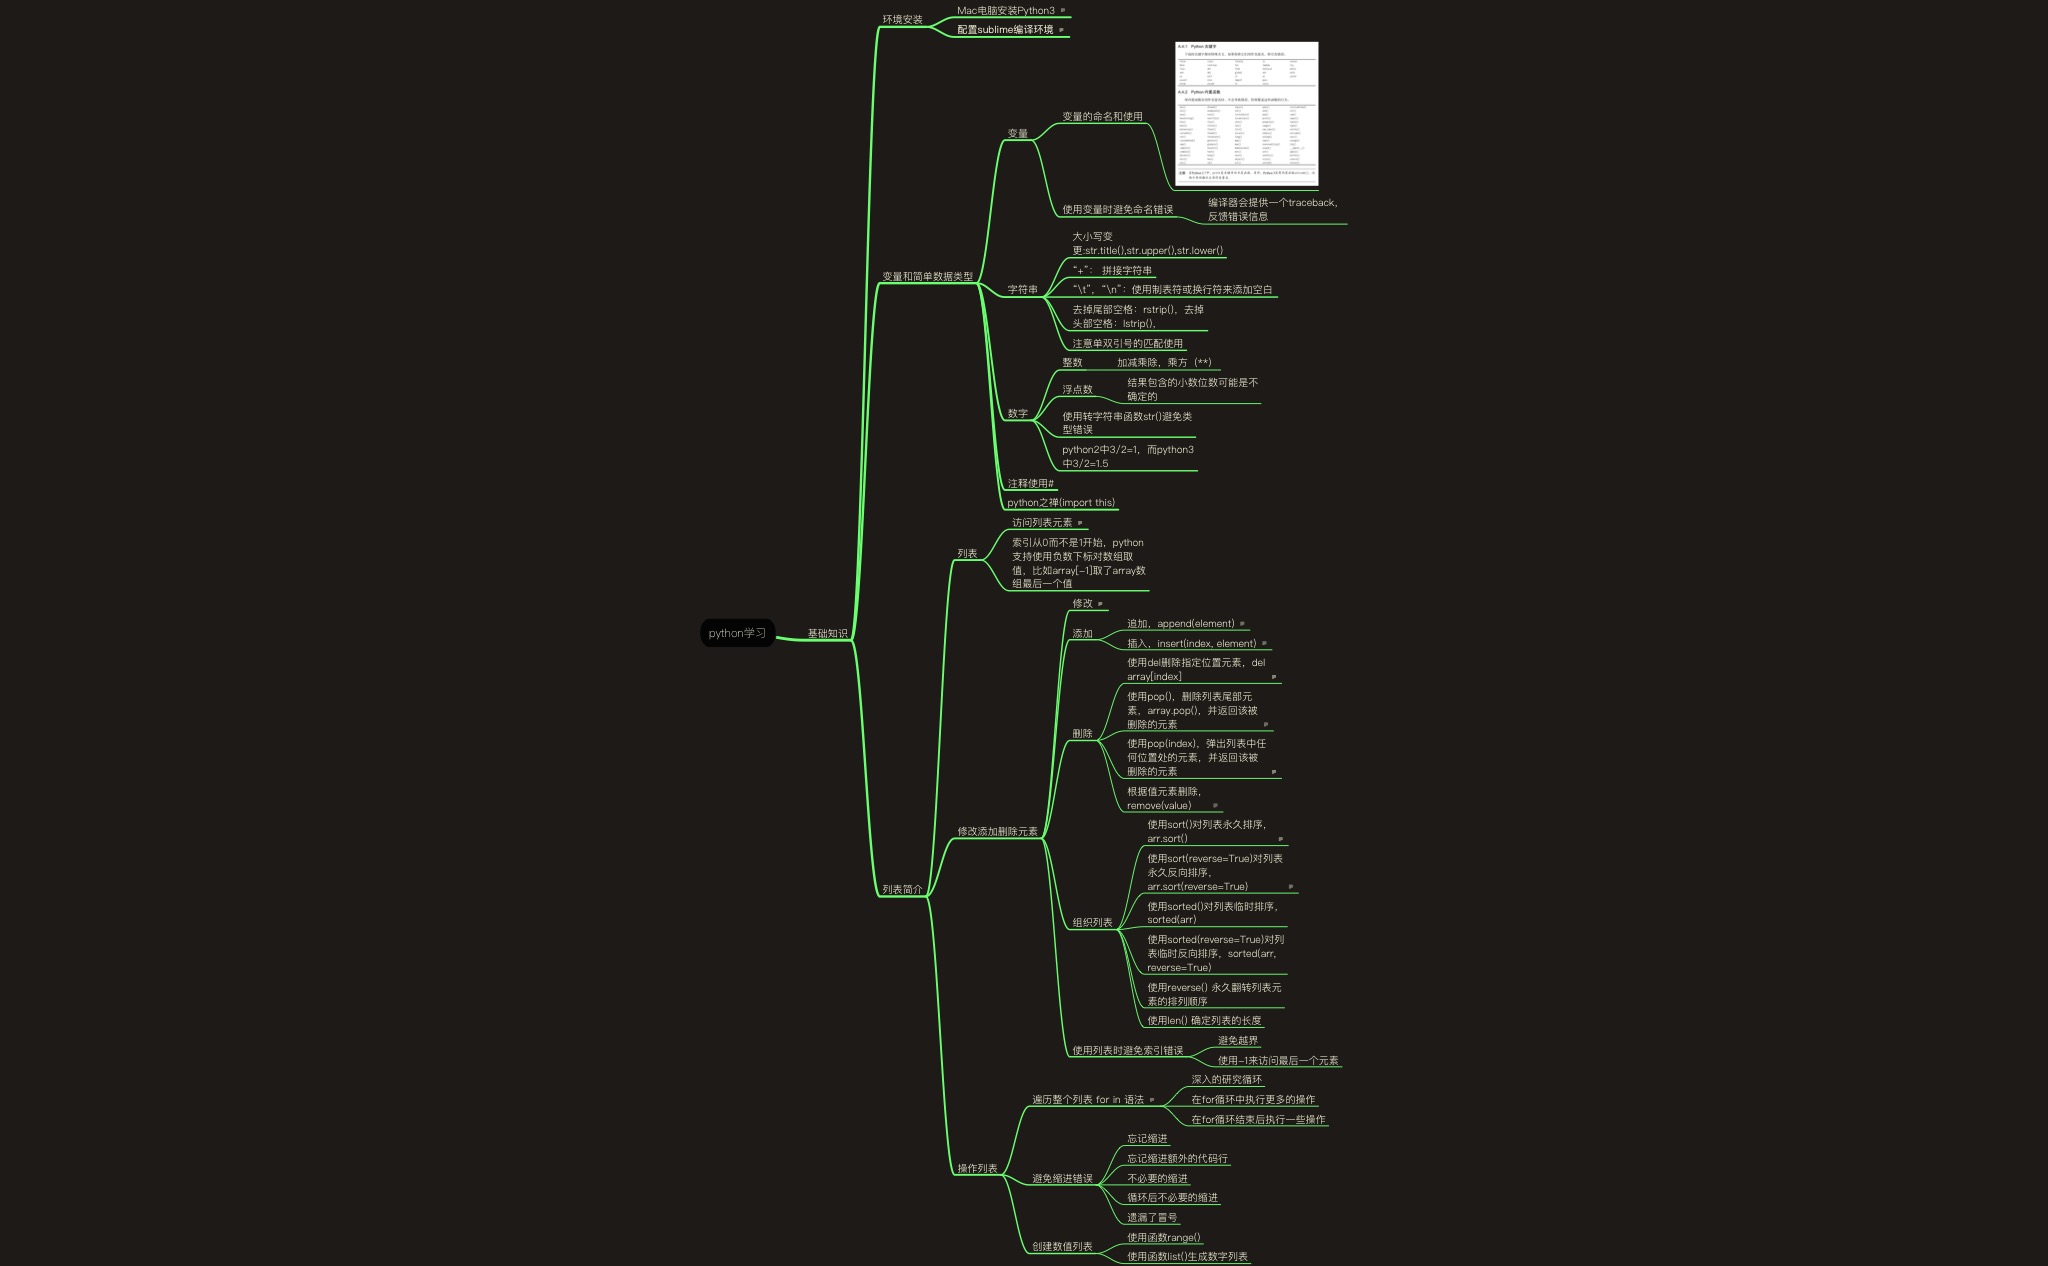 Mac电脑安装Python3
环境安装
配置sublime编译环境
A.4.1 Python 关键字
A.4.2 Python 内置函数
变量的命名和使用
变量
使用变量时避免命名错误
编译器会提供一个traceback，
反馈错误信息
大小写变
更:str.title(),str.upper(),str.lower()
“+”： 拼接字符串
变量和简单数据类型
字符串
“\t”，“\n”：使用制表符或换行符来添加空白
去掉尾部空格：rstrip()，去掉
头部空格：lstrip()，
注意单双引号的匹配使用
整数
加减乘除，乘方（**）
浮点数
结果包含的小数位数可能是不
确定的
数字
使用转字符串函数str()避免类
型错误
python2中3/2=1，而python3
中3/2=1.5
注释使用#
python之禅(import this)
访问列表元素
列表
索引从0而不是1开始，python
支持使用负数下标对数组取
值，比如array[-1]取了array数
组最后一个值
python学习
基础知识
修改
添加
追加，append(element)
插入，insert(index, element)
使用del删除指定位置元素，del
array[index]
使用pop()，删除列表尾部元
素，array.pop()，并返回该被
删除的元素
删除
使用pop(index)，弹出列表中任
何位置处的元素，并返回该被
删除的元素
根据值元素删除，
remove(value)
修改添加删除元素
使用sort()对列表永久排序，
arr.sort()
使用sort(reverse=True)对列表
永久反向排序，
arr.sort(reverse=True)
列表简介
使用sorted()对列表临时排序，
sorted(arr)
组织列表
使用sorted(reverse=True)对列
表临时反向排序，sorted(arr,
reverse=True)
使用reverse() 永久翻转列表元
素的排列顺序
使用len() 确定列表的长度
使用列表时避免索引错误
避免越界
使用-1来访问最后一个元素
深入的研究循环
遍历整个列表 for in 语法
在for循环中执行更多的操作
在for循环结束后执行一些操作
忘记缩进
操作列表
忘记缩进额外的代码行
避免缩进错误
不必要的缩进
循环后不必要的缩进
遗漏了冒号
创建数值列表
使用函数range()
使用函数list()生成数字列表